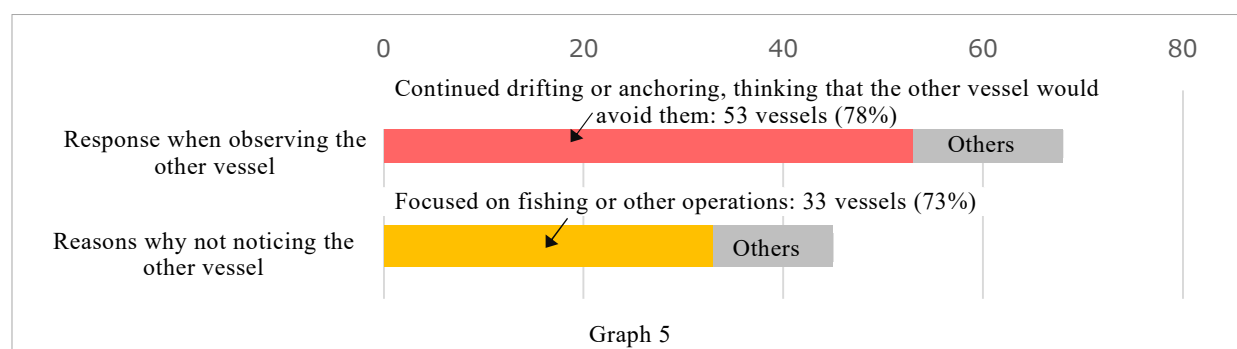 0 20 40 60 80
Continued drifting or anchoring, thinking that the other vessel would
avoid them: 53 vessels (78%)
Response when observing the
other vessel
Others
Focused on fishing or other operations: 33 vessels (73%)
Reasons why not noticing the
other vessel
Others
Graph 5